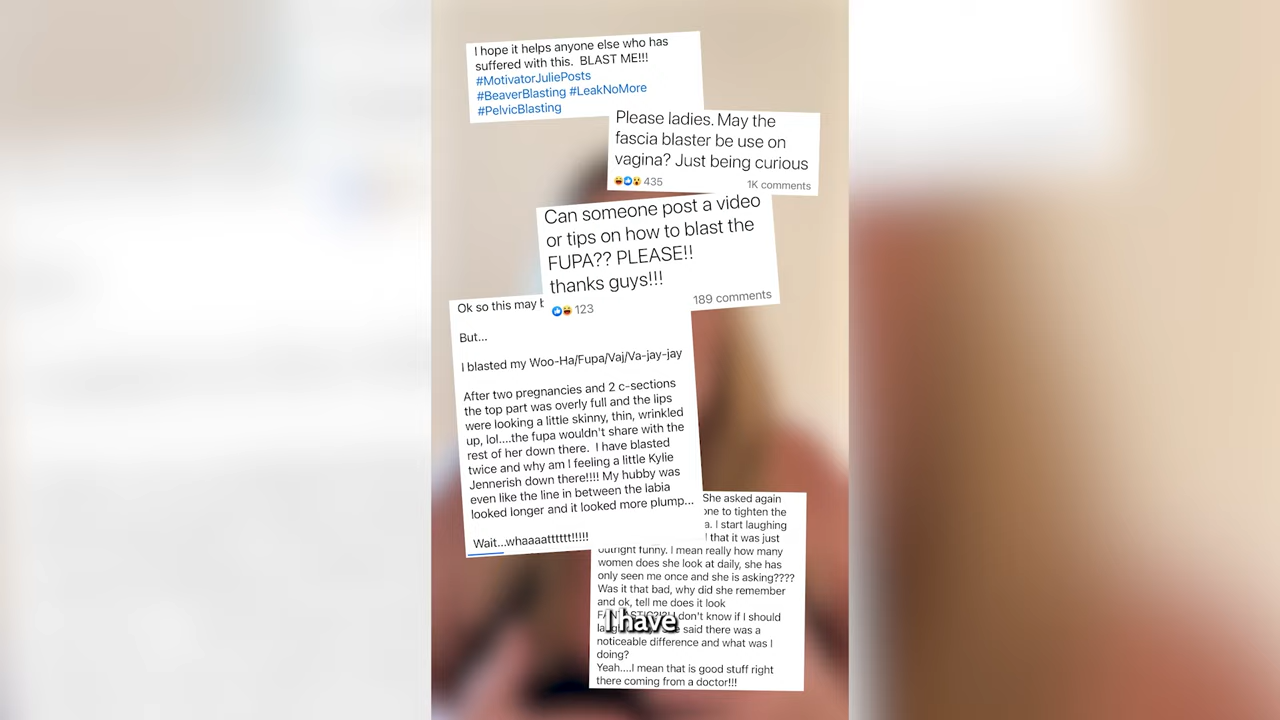 I hope it helps anyone else who has
suffered with this.  BLAST ME!!!
#MotivatorJuliePosts
#BeaverBlasting #LeakNoMore
#PelvicBlasting
Please ladies. May the
fascia blaster be use on
vagina? Just being curious
435
1K comments
Can someone post a video
or tips on how to blast the
FUPA?? PLEASE!!
thanks guys!!!
123
189 comments
Ok so this may
But...
I blasted my Woo-Ha/Fupa/Vaj/Va-jay-jay
After two pregnancies and 2 c-sections
the top part was overly full and the lips
were looking a little skinny, thin, wrinkled
up, lol....the fupa wouldn't share with the
rest of her down there.  I have blasted
twice and why am I feeling a little Kylie
Jennerish down there!!!! My hubby was
even like the line in between the labia
looked longer and it looked more plump...
Wait...whaaaatttttt!!!!!
She asked again
one to tighten the
a. I start laughing
that it was just
outright funny. I mean really how many
women does she look at daily, she has
only seen me once and she is asking????
Was it that bad, why did she remember
and ok, tell me does it look
I don't know if I should
said there was a
noticeable difference and what was I
doing?
Yeah....I mean that is good stuff right
there coming from a doctor!!!
I have